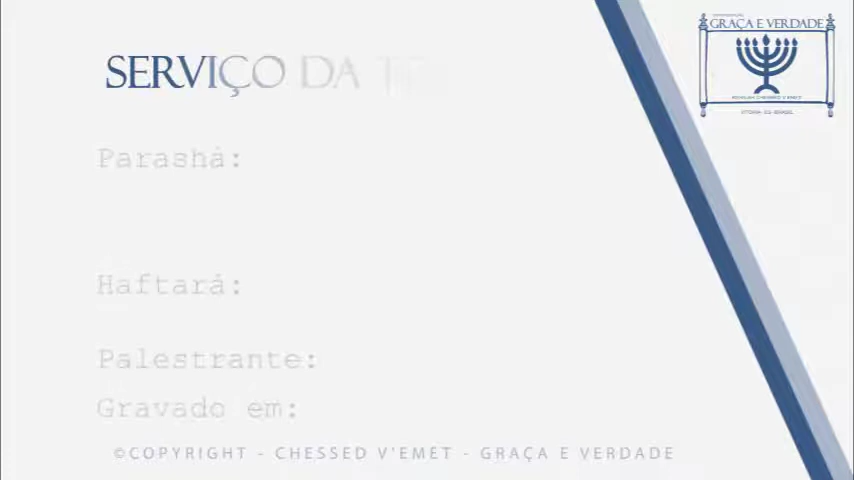 SERVIÇO DA
GRAÇA E VERDADE
Parashá:
Haftará:
Palestrante:
Gravado em:
©COPYRIGHT - CHESSED V'EMET - GRAÇA E VERDADE